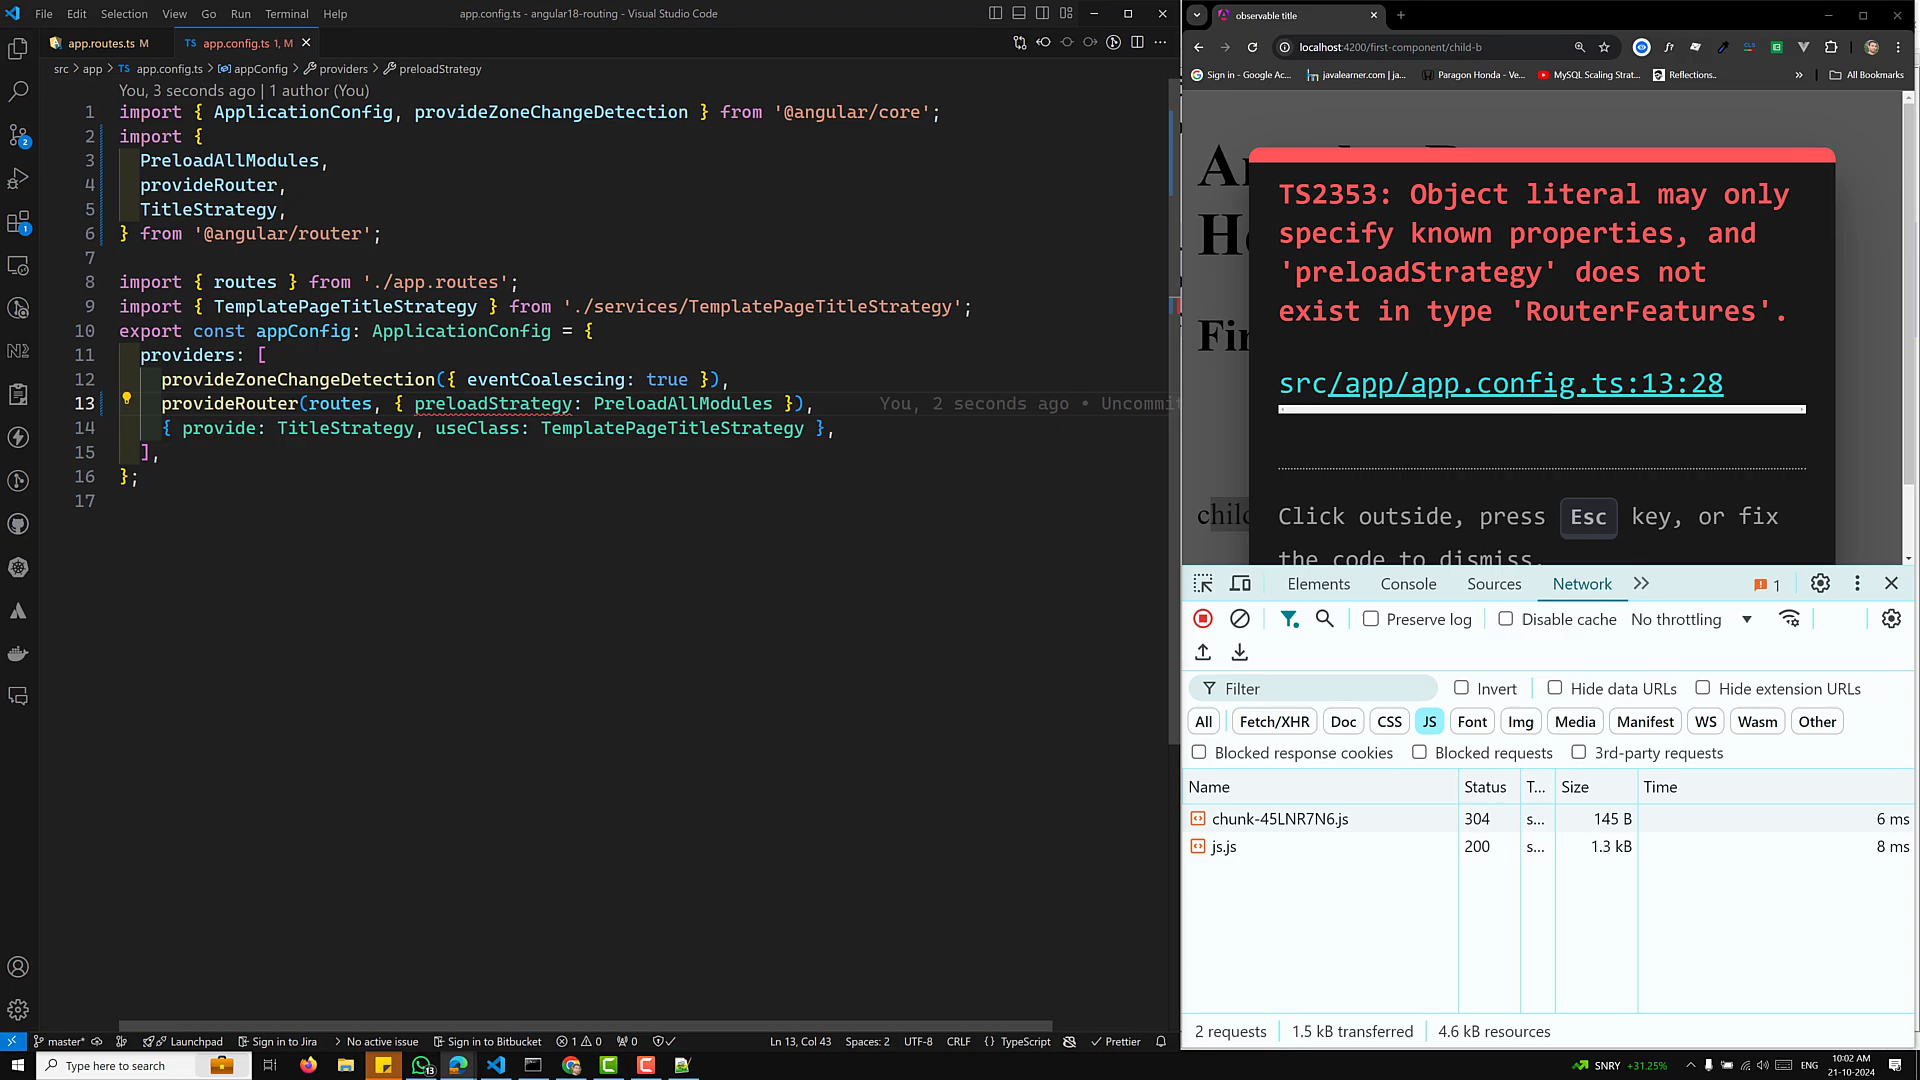 File Edit Selection View Go Run Terminal Help
app.config.ts - angular18-routing - Visual Studio Code
app.routes.ts M
TS app.config.ts 1, M
src > app > TS app.config.ts > appConfig > providers > preloadStrategy
You, 3 seconds ago | 1 author (You)
1 import { ApplicationConfig, provideZoneChangeDetection } from '@angular/core';
2 import {
3 PreloadAllModules,
4 provideRouter,
5 TitleStrategy,
6 } from '@angular/router';
7
8 import { routes } from './app.routes';
9 import { TemplatePageTitleStrategy } from './services/TemplatePageTitleStrategy';
10 export const appConfig: ApplicationConfig = {
11 providers: [
12 provideZoneChangeDetection({ eventCoalescing: true }),
13 provideRouter(routes, { preloadStrategy: PreloadAllModules }), You, 2 seconds ago • Uncommi
14 { provide: TitleStrategy, useClass: TemplatePageTitleStrategy },
15 ],
16 };
17
2
1
N2
master* Launchpad Sign in to Jira No active issue Sign in to Bitbucket 1 0 0 Ln 13, Col 43 Spaces: 2 UTF-8 CRLF {} TypeScript Prettier
observable title
localhost:4200/first-component/child-b
Sign in - Google Ac... javalearner.com | ja... Paragon Honda - Ve... MySQL Scaling Strat... Reflections.. » All Bookmarks
TS2353: Object literal may only
specify known properties, and
'preloadStrategy' does not
exist in type 'RouterFeatures'.
src/app/app.config.ts:13:28
Click outside, press Esc key, or fix
the code to dismiss.
Elements Console Sources Network 1
Preserve log Disable cache No throttling
Filter Invert Hide data URLs Hide extension URLs
All Fetch/XHR Doc CSS JS Font Img Media Manifest WS Wasm Other
Blocked response cookies Blocked requests 3rd-party requests
Name Status T... Size Time
chunk-45LNR7N6.js 304 s... 145 B 6 ms
js.js 200 s... 1.3 kB 8 ms
2 requests 1.5 kB transferred 4.6 kB resources
Type here to search
13
SNRY +31.25% ENG 10:02 AM
21-10-2024